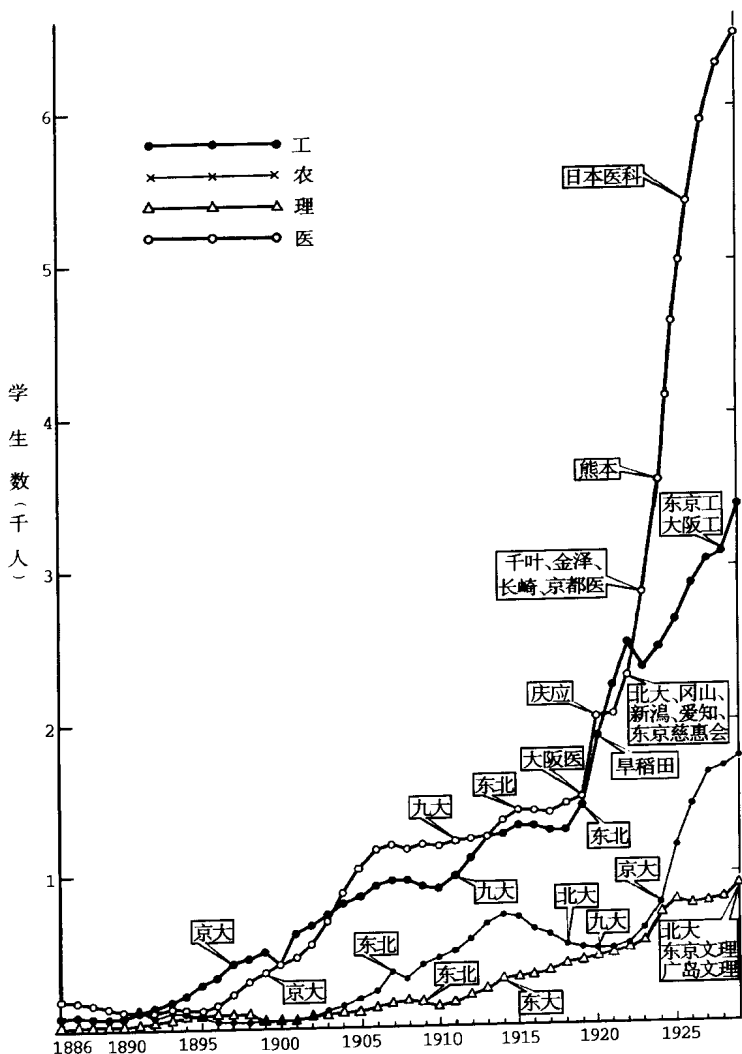 6
5
4
3
2
1
学生数(千人)
工
农
理
医
日本医科
熊本
东京工
大阪工
千叶、金泽、
长崎、京都医
庆应
北大、冈山、
新潟、爱知、
东京慈惠会
大阪医
早稻田
东北
九大
东北
京大
九大
北大
京大
东北
九大
京大
东北
东大
北大
东京文理
广岛文理
1886 1890 1895 1900 1905 1910 1915 1920 1925